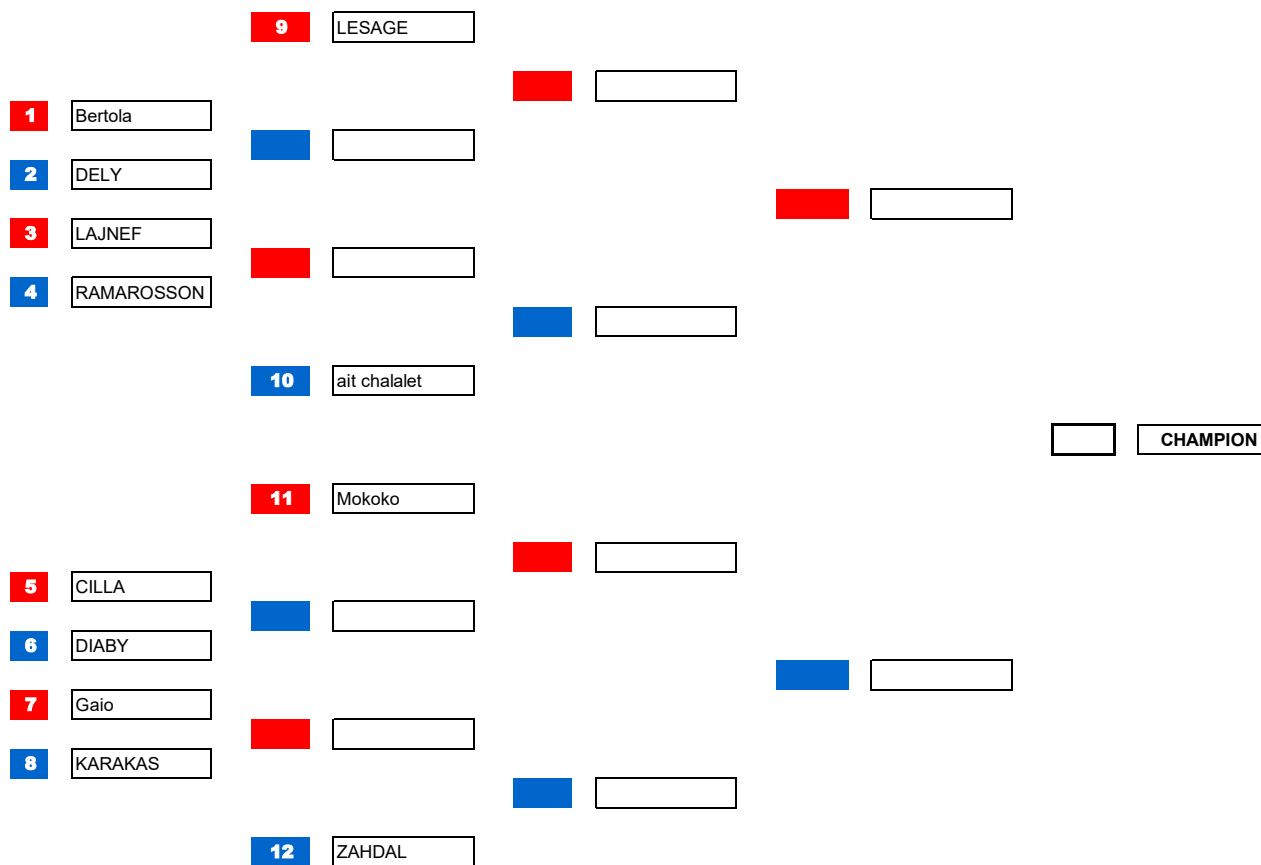 9 LESAGE
1 Bertola
2 DELY
3 LAJNEF
4 RAMAROSSON
10 ait chalalet
CHAMPION
11 Mokoko
5 CILLA
6 DIABY
7 Gaio
8 KARAKAS
12 ZAHDAL